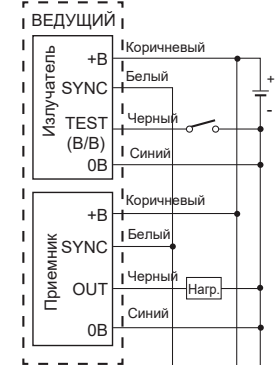 ВЕДУЩИЙ
Излучатель
+В
Коричневый
SYNC
Белый
TEST
(В/В)
Черный
0В
Синий
+
-
Приемник
+В
Коричневый
SYNC
Белый
OUT
Черный
Нагр.
0В
Синий